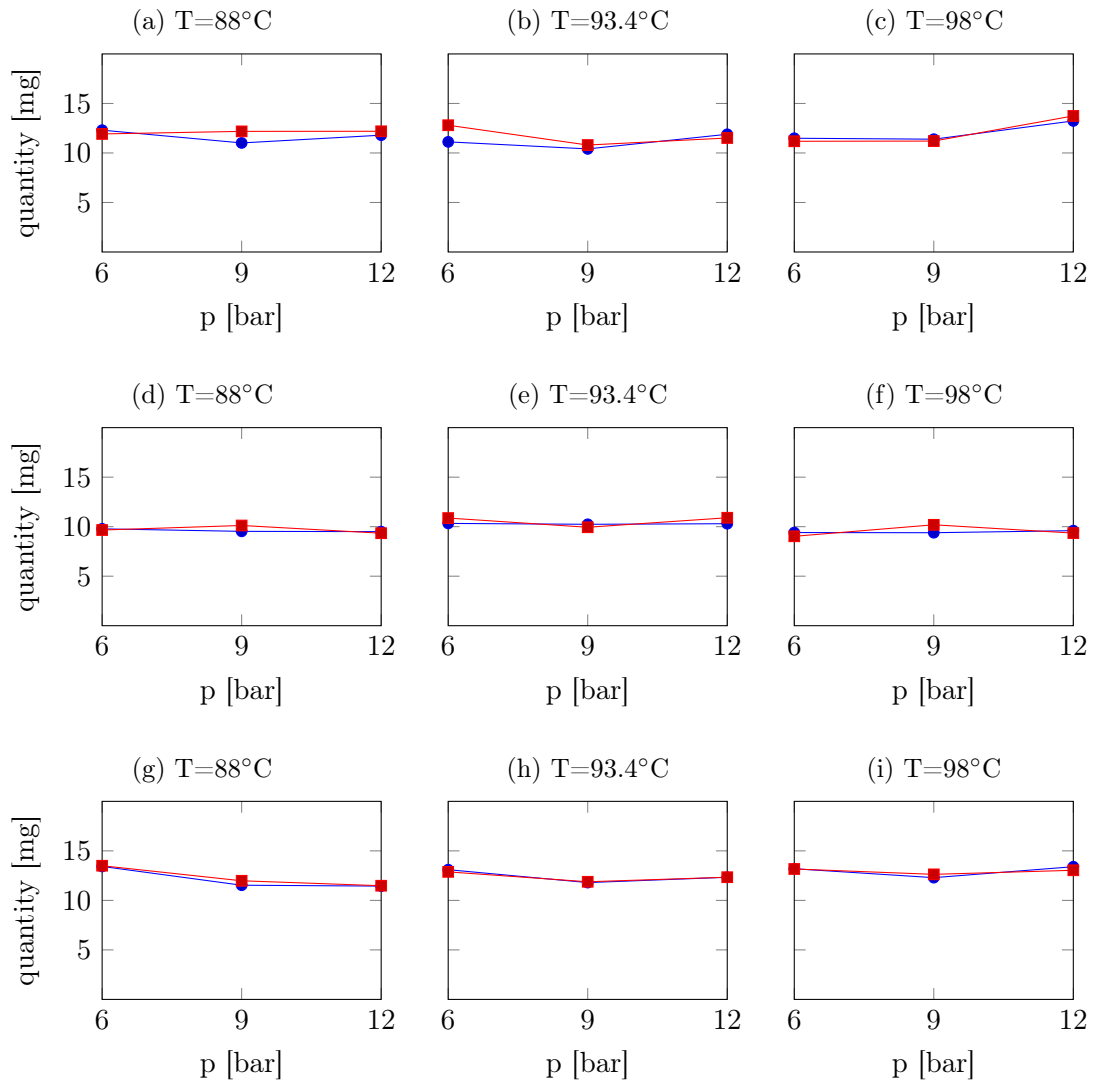 (a) T=88°C (b) T=93.4°C (c) T=98°C
quantity [mg]
15
10
5
6 9 12 6 9 12 6 9 12
p [bar] p [bar] p [bar]
(d) T=88°C (e) T=93.4°C (f) T=98°C
quantity [mg]
15
10
5
6 9 12 6 9 12 6 9 12
p [bar] p [bar] p [bar]
(g) T=88°C (h) T=93.4°C (i) T=98°C
quantity [mg]
15
10
5
6 9 12 6 9 12 6 9 12
p [bar] p [bar] p [bar]